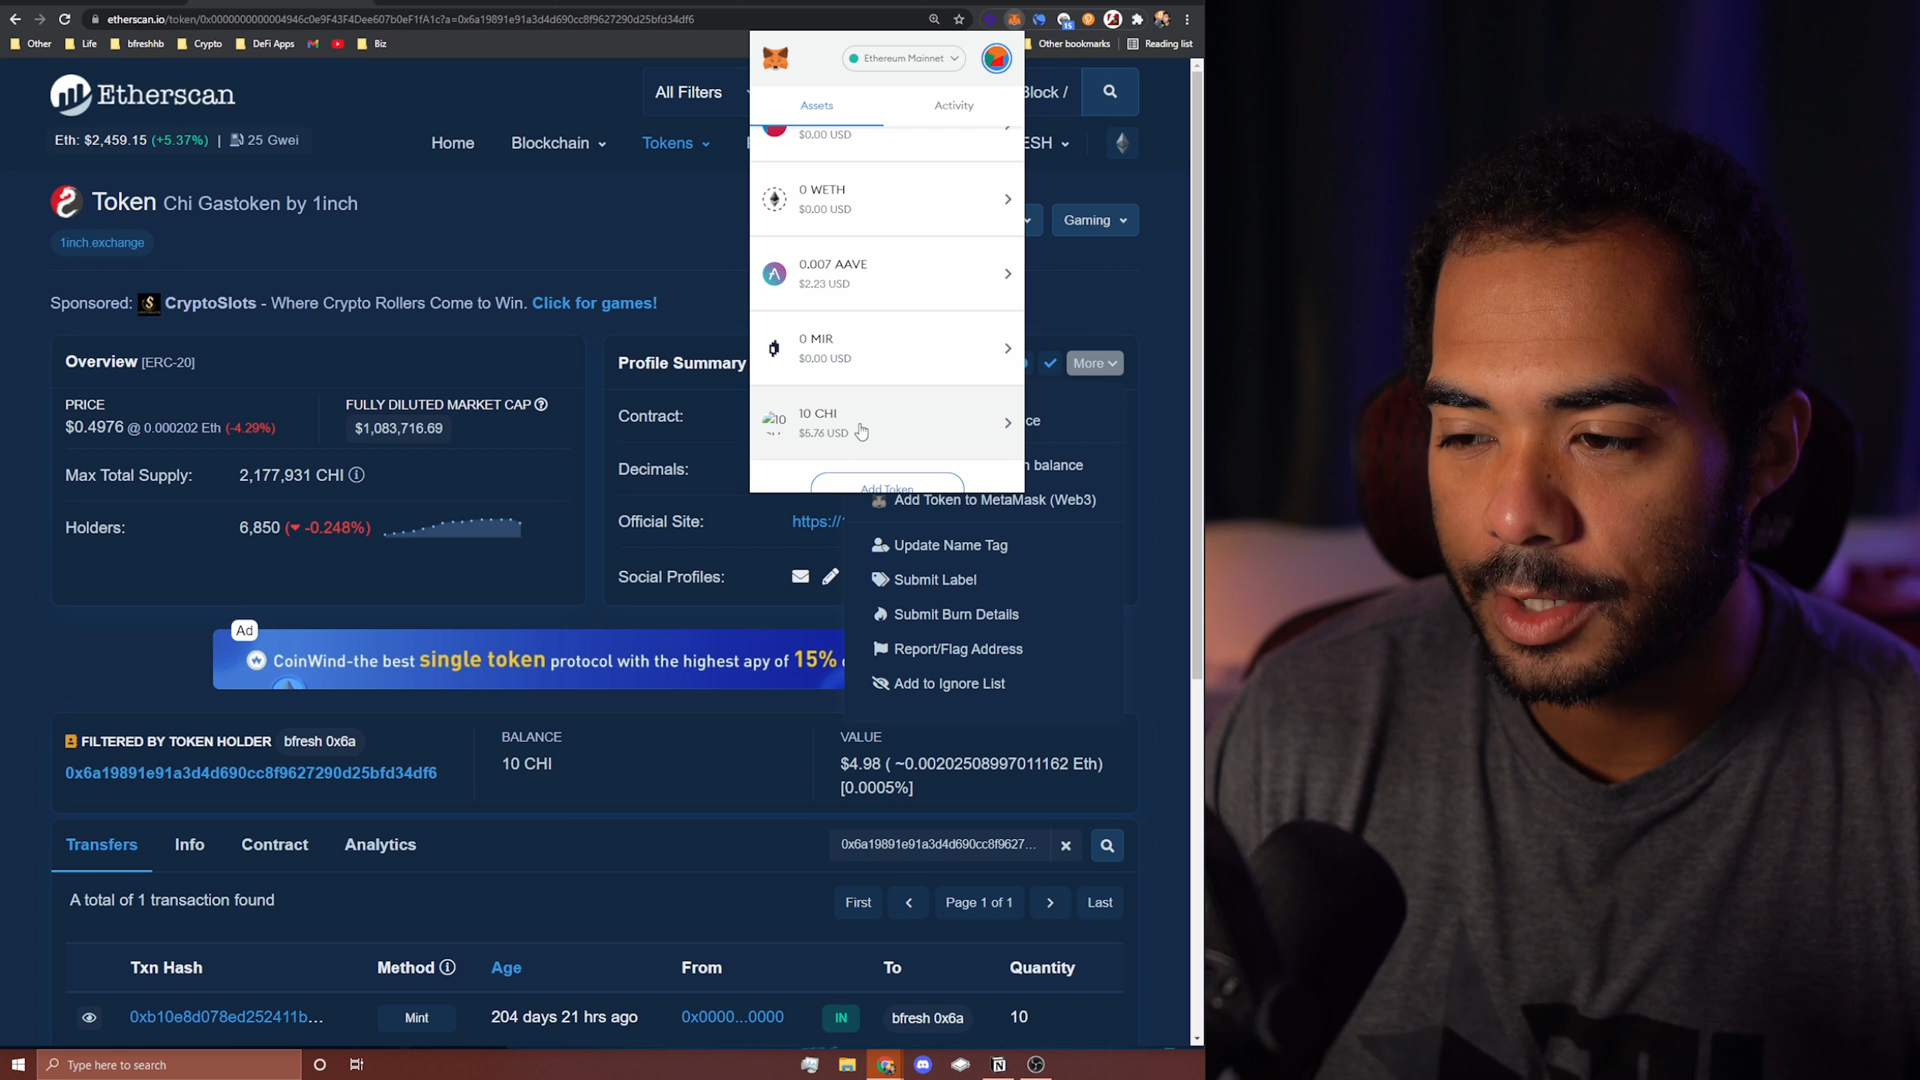 etherscan.io/token/0x0000000000004946c0e9F43F4Dee607b0eF1fA1c?a=0x6a19891e91a3d4d690cc8f9627290d25bfd34df6
Other
Life
bfreshhb
Crypto
DeFi Apps
Biz
Other bookmarks
Reading list
Ethereum Mainnet
Etherscan
All Filters
Block /
Assets
Activity
Eth: $2,459.15 (+5.37%) | 25 Gwei
Home
Blockchain
Tokens
ESH
$0.00 USD
0 WETH
$0.00 USD
Token Chi Gastoken by 1inch
Gaming
1inch.exchange
0.007 AAVE
$2.23 USD
Sponsored: CryptoSlots - Where Crypto Rollers Come to Win. Click for games!
0 MIR
$0.00 USD
Overview [ERC-20]
Profile Summary
More
PRICE
$0.4976 @ 0.000202 Eth (-4.29%)
FULLY DILUTED MARKET CAP
$1,083,716.69
Contract:
10 CHI
$5.76 USD
10
ce
Max Total Supply:
2,177,931 CHI
Decimals:
n balance
Add Token
Add Token to MetaMask (Web3)
Holders:
6,850 (-0.248%)
Official Site:
https://
Update Name Tag
Social Profiles:
Submit Label
Submit Burn Details
Report/Flag Address
Add to Ignore List
Ad
CoinWind-the best single token protocol with the highest apy of 15%
FILTERED BY TOKEN HOLDER bfresh 0x6a
0x6a19891e91a3d4d690cc8f9627290d25bfd34df6
BALANCE
10 CHI
VALUE
$4.98 ( ~0.00202508997011162 Eth)
[0.0005%]
Transfers
Info
Contract
Analytics
0x6a19891e91a3d4d690cc8f9627...
A total of 1 transaction found
First
Page 1 of 1
Last
Txn Hash
Method
Age
From
To
Quantity
0xb10e8d078ed252411b...
Mint
204 days 21 hrs ago
0x0000...0000
IN
bfresh 0x6a
10
Type here to search